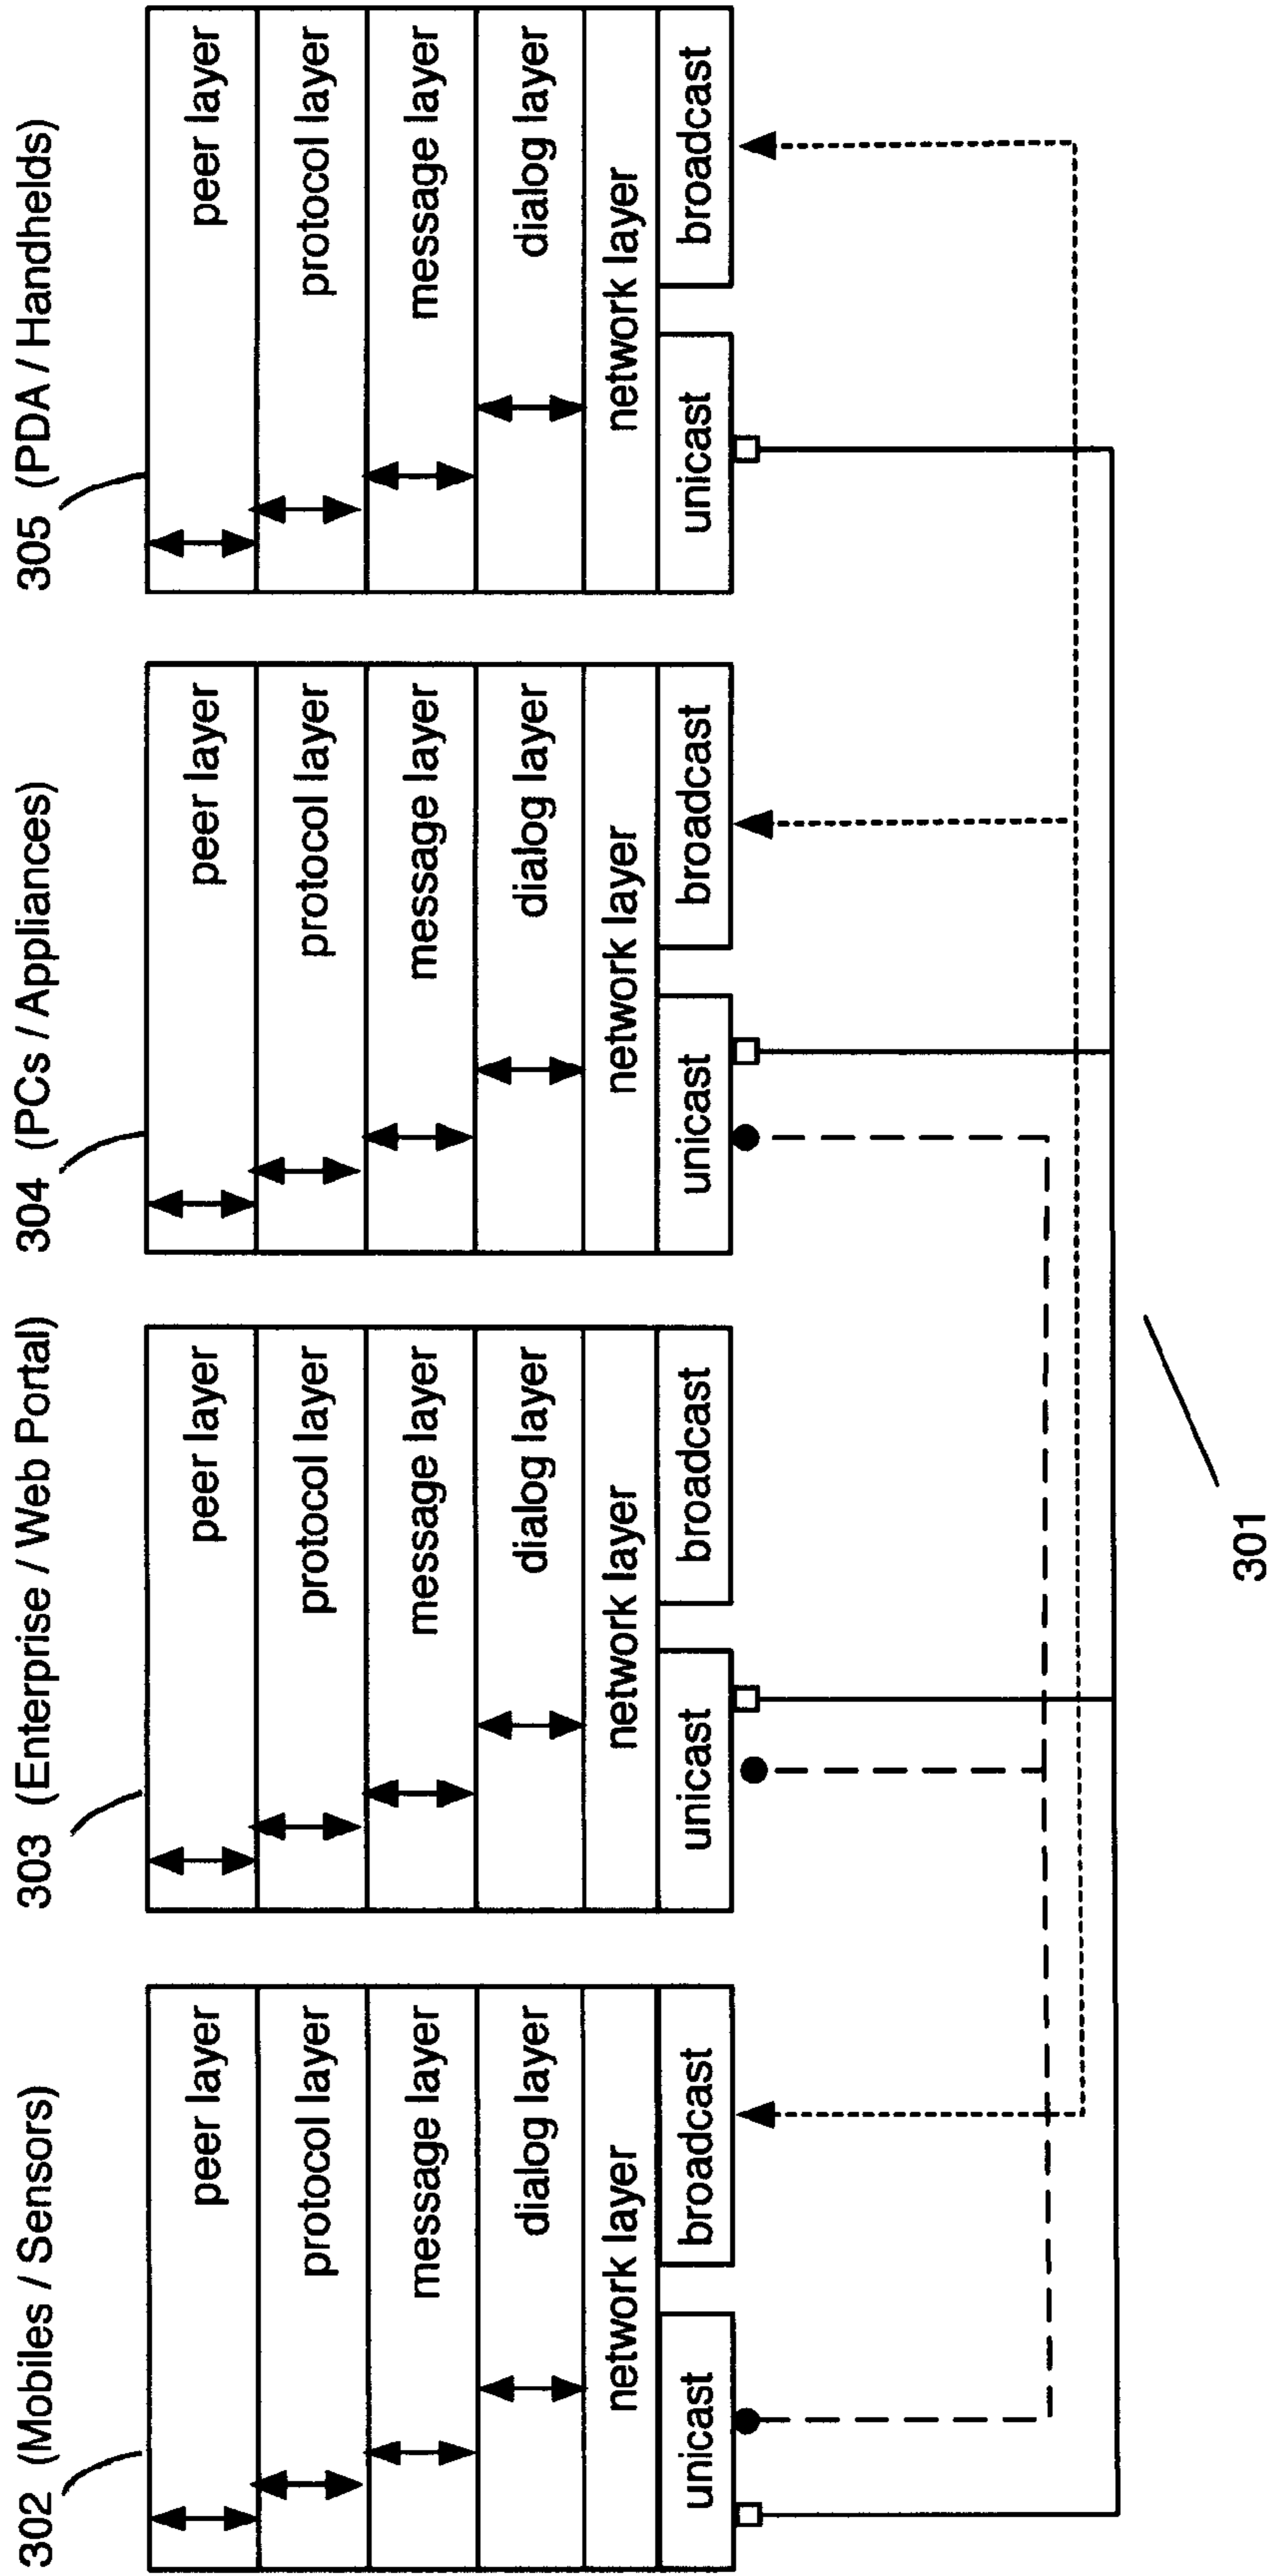 302 (Mobiles / Sensors)
peer layer
protocol layer
message layer
dialog layer
network layer
unicast
broadcast
303 (Enterprise / Web Portal)
peer layer
protocol layer
message layer
dialog layer
network layer
unicast
broadcast
304 (PCs / Appliances)
peer layer
protocol layer
message layer
dialog layer
network layer
unicast
broadcast
305 (PDA / Handhelds)
peer layer
protocol layer
message layer
dialog layer
network layer
unicast
broadcast
301